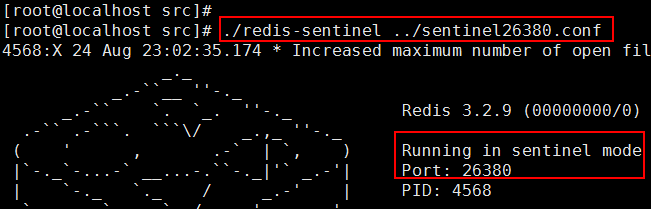 [root@localhost src]#
[root@localhost src]# ./redis-sentinel ../sentinel26380.conf
4568:X 24 Aug 23:02:35.174 * Increased maximum number of open fil
Redis 3.2.9 (00000000/0)
Running in sentinel mode
Port: 26380
PID: 4568